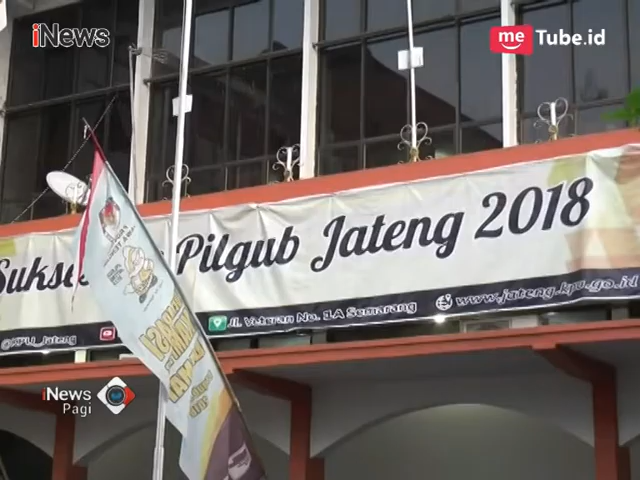 iNews
me Tube.id
Pilgub Jateng 2018
@KPU_Jateng
Jl. Veteran No. 1A Semarang
www.jateng.kpu.go.id
iNews
Pagi